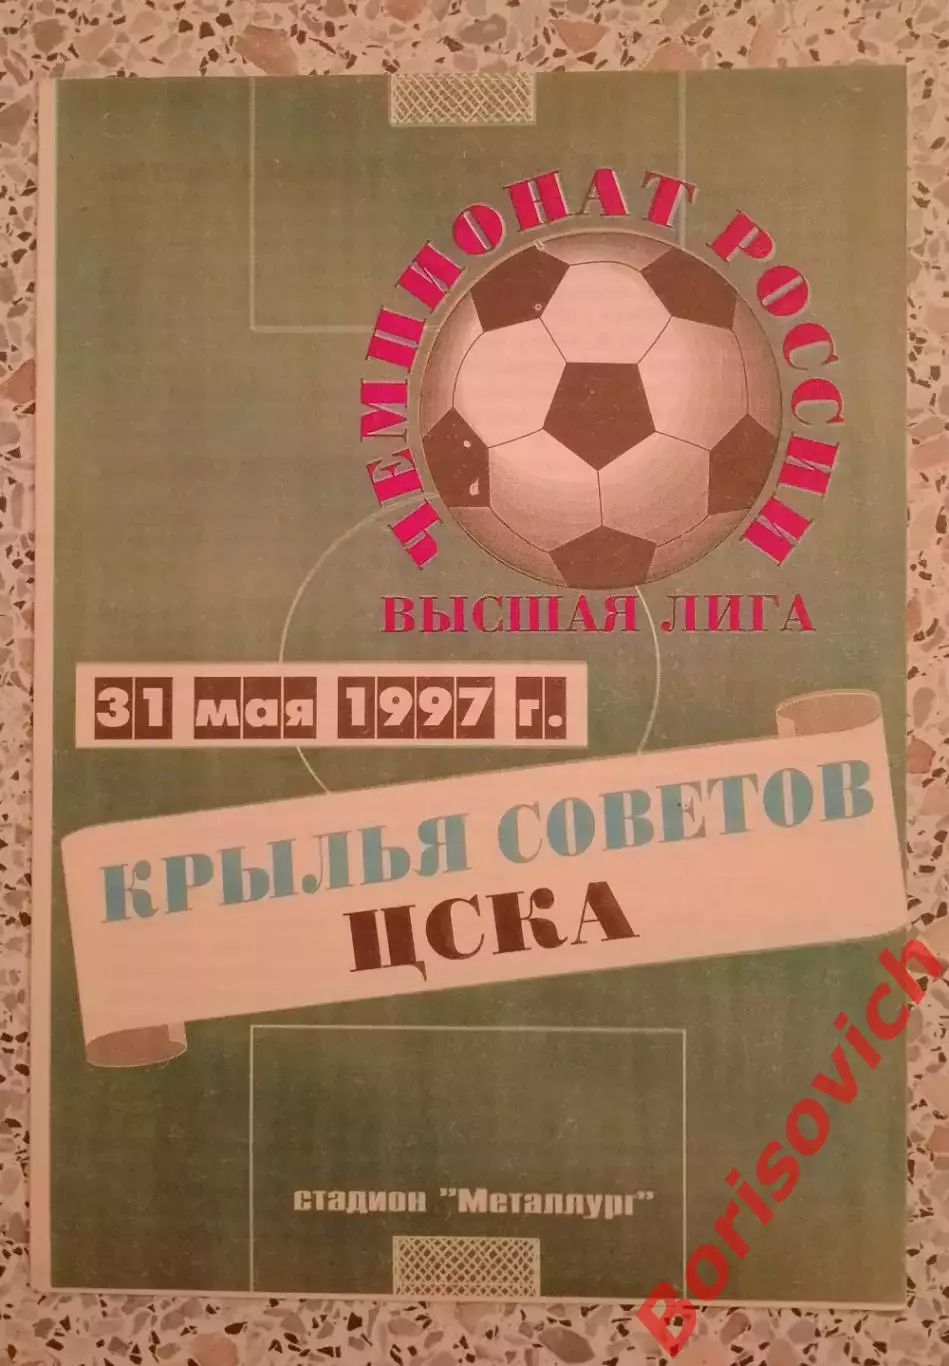 ЧЕМПИОНАТ РОССИИ
ВЫСШАЯ ЛИГА
31 мая 1997 г.
КРЫЛЬЯ СОВЕТОВ
ЦСКА
стадион "Металлург"
Borisovich